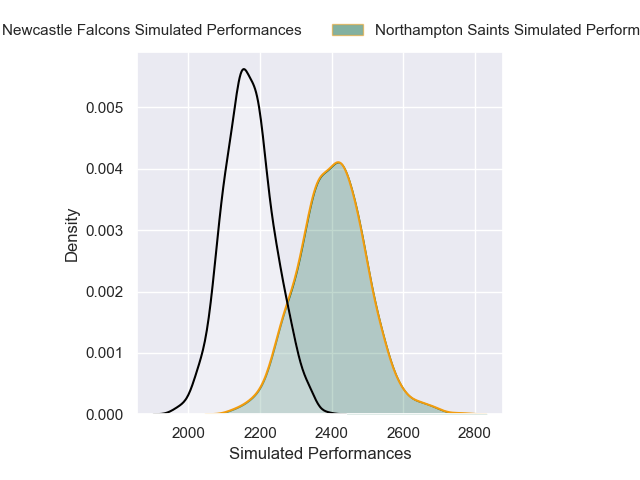 Newcastle Falcons Simulated Performances
Northampton Saints Simulated Perform
0.005
0.004
0.003
0.002
0.001
0.000
Density
2000 2200 2400 2600 2800
Simulated Performances